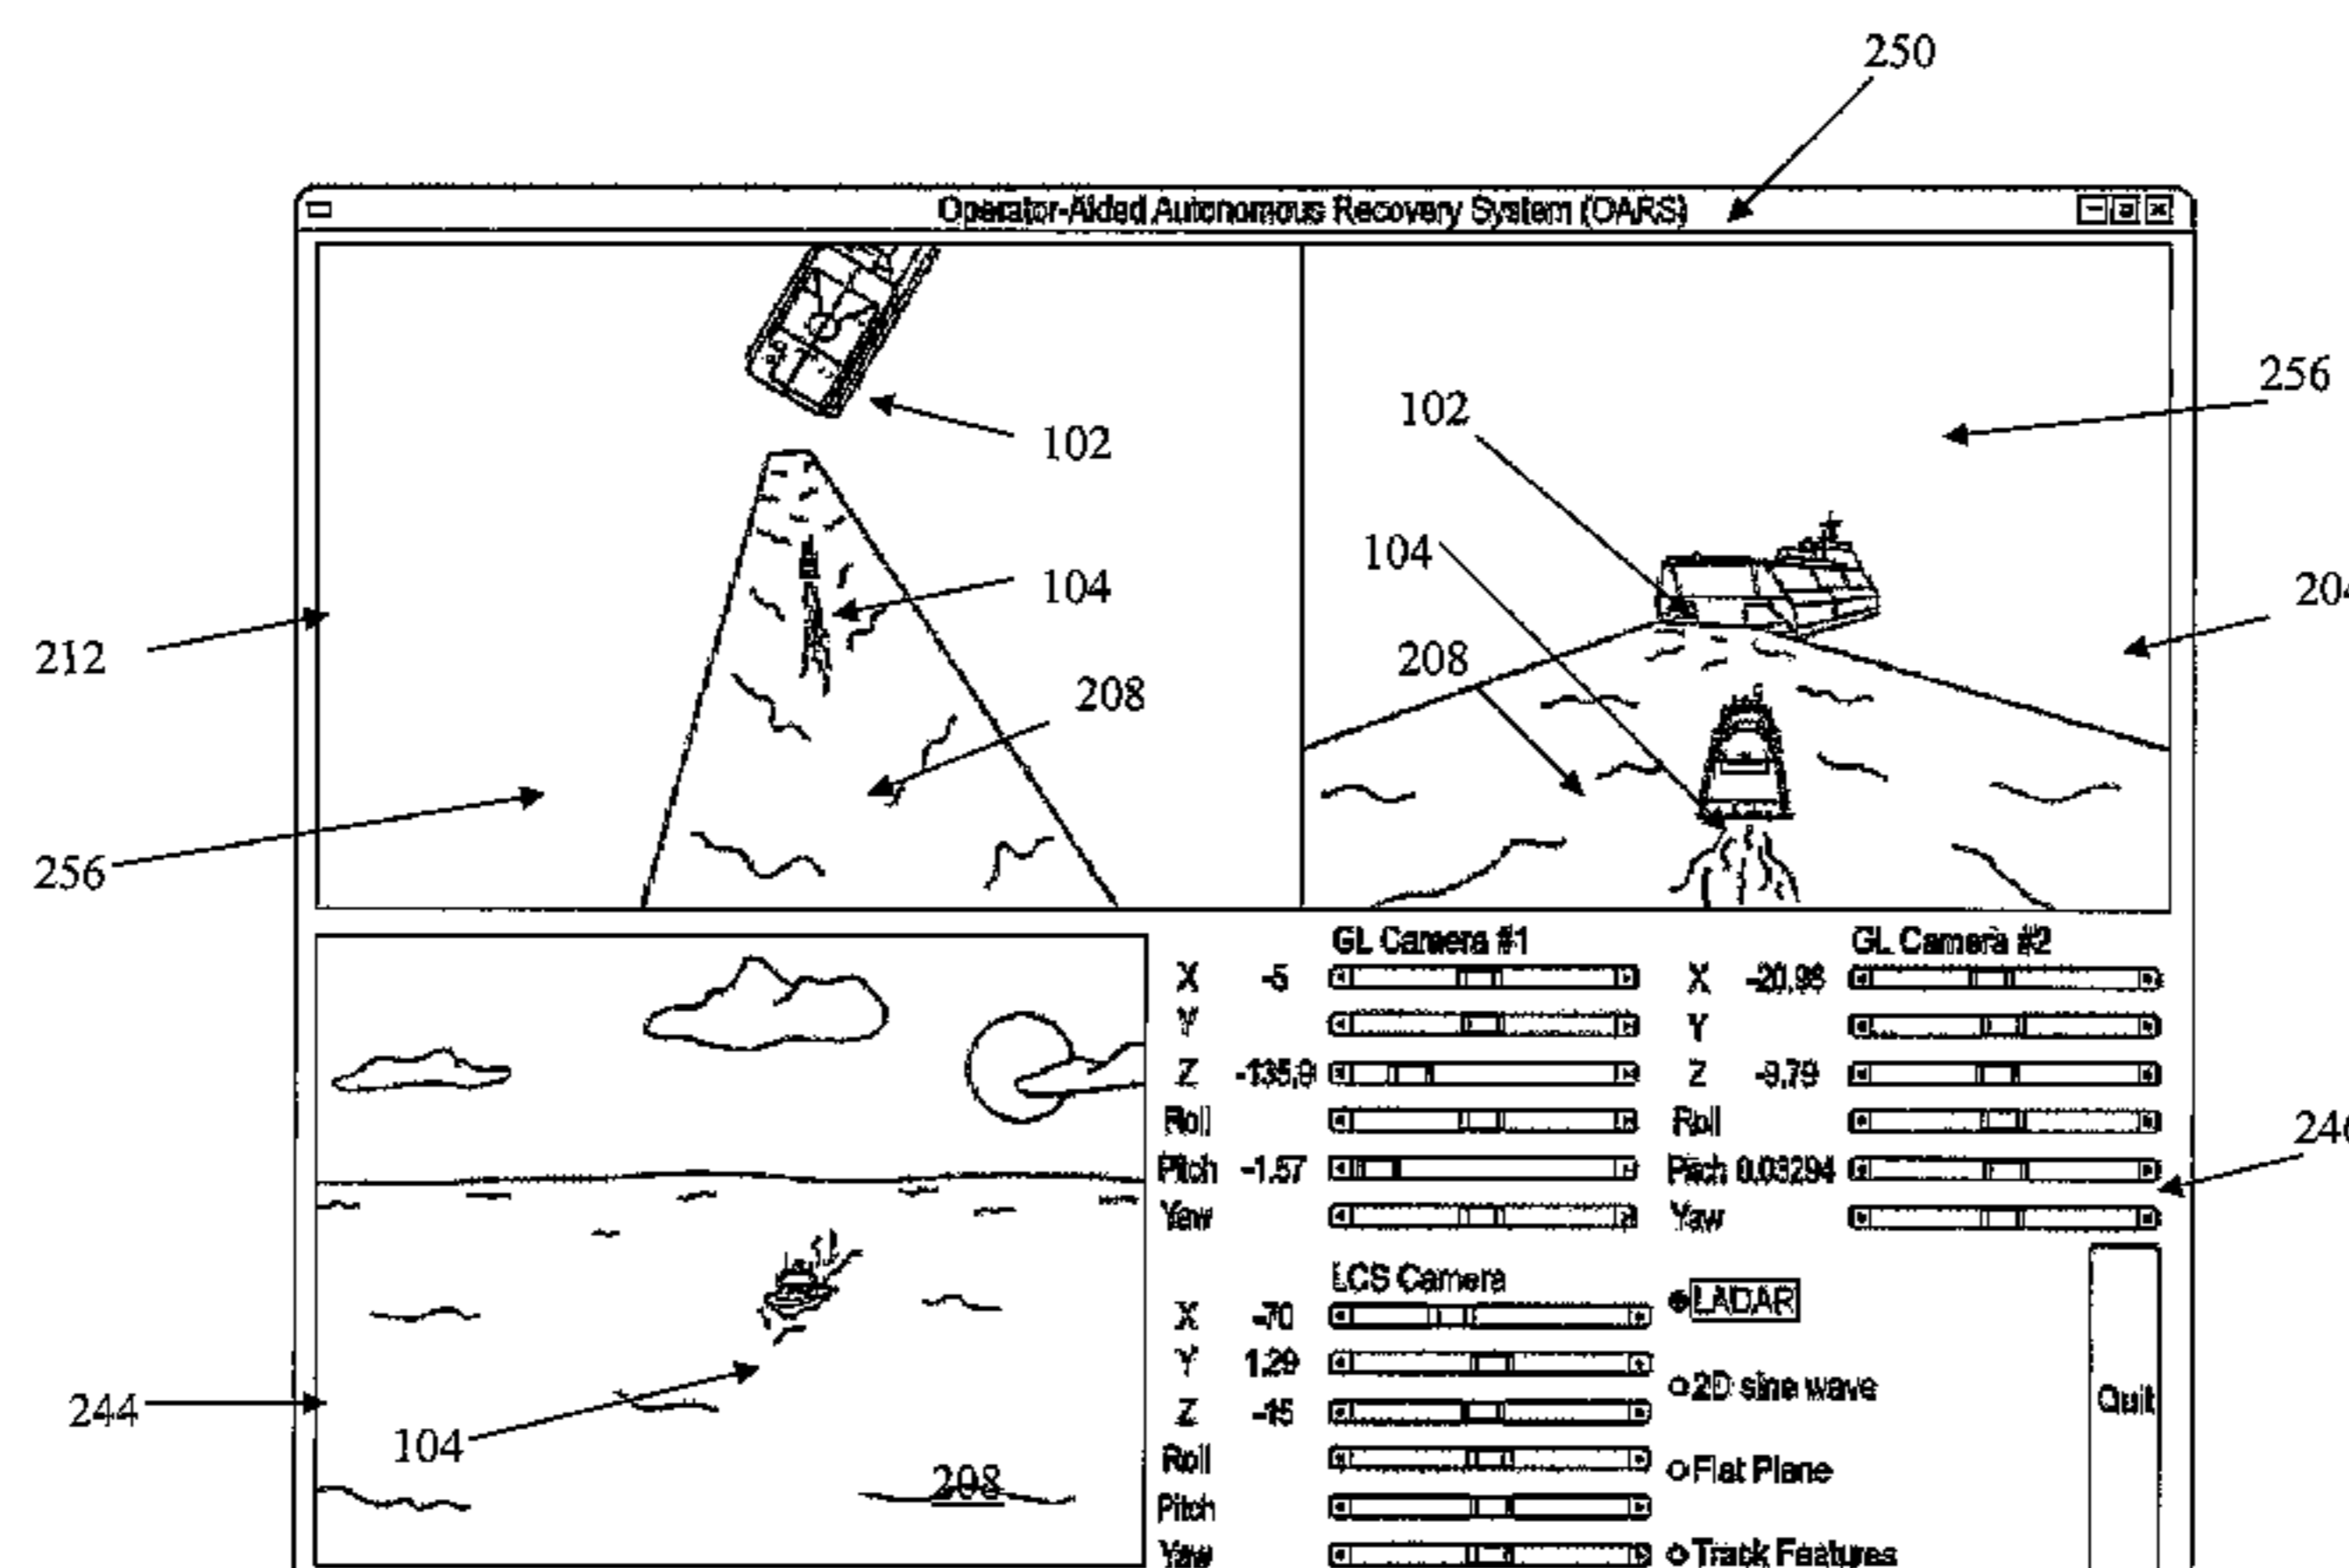 250
Operator-Aided Autonomous Recovery System (OARS)
256
102
102
104
104
204
212
208
208
256
GL Camera #1
GL Camera #2
X -5
X -20.98
Y
Y
Z -135.9
Z -9.79
Roll
Roll
246
Pitch -1.57
Pitch 0.03294
Yaw
Yaw
LCS Camera
LADAR
X -70
Y 1.29
2D sine wave
Quit
244
Z -15
104
Roll
Flat Plane
208
Pitch
Yaw
Track Features